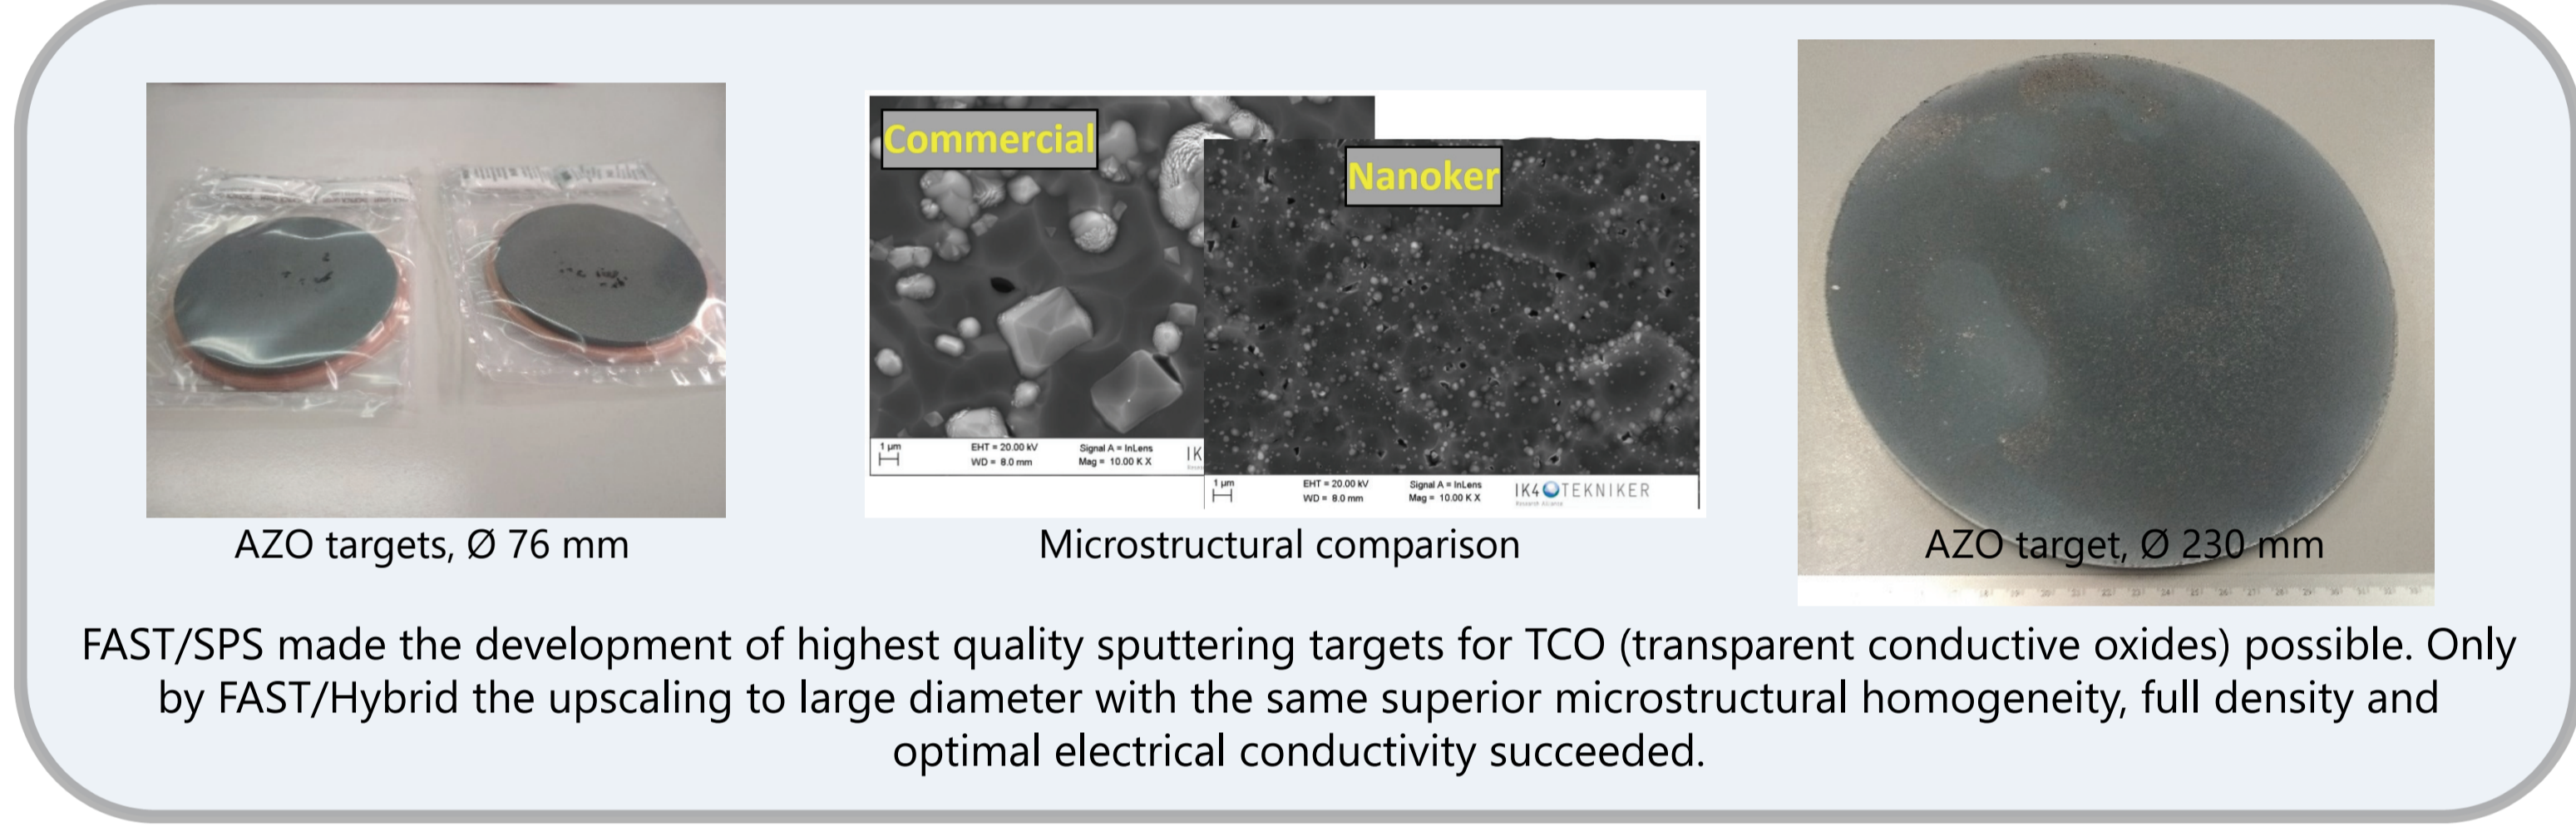 Commercial
Nanoker
1 µm
EHT = 20.00 kV
Signal A = InLens
WD = 8.0 mm
Mag = 10.00 K X
IK
1 µm
EHT = 20.00 kV
Signal A = InLens
WD = 8.0 mm
Mag = 10.00 K X
IK4 TEKNIKER
Research Alliance
AZO targets, Ø 76 mm
Microstructural comparison
AZO target, Ø 230 mm
FAST/SPS made the development of highest quality sputtering targets for TCO (transparent conductive oxides) possible. Only
by FAST/Hybrid the upscaling to large diameter with the same superior microstructural homogeneity, full density and
optimal electrical conductivity succeeded.